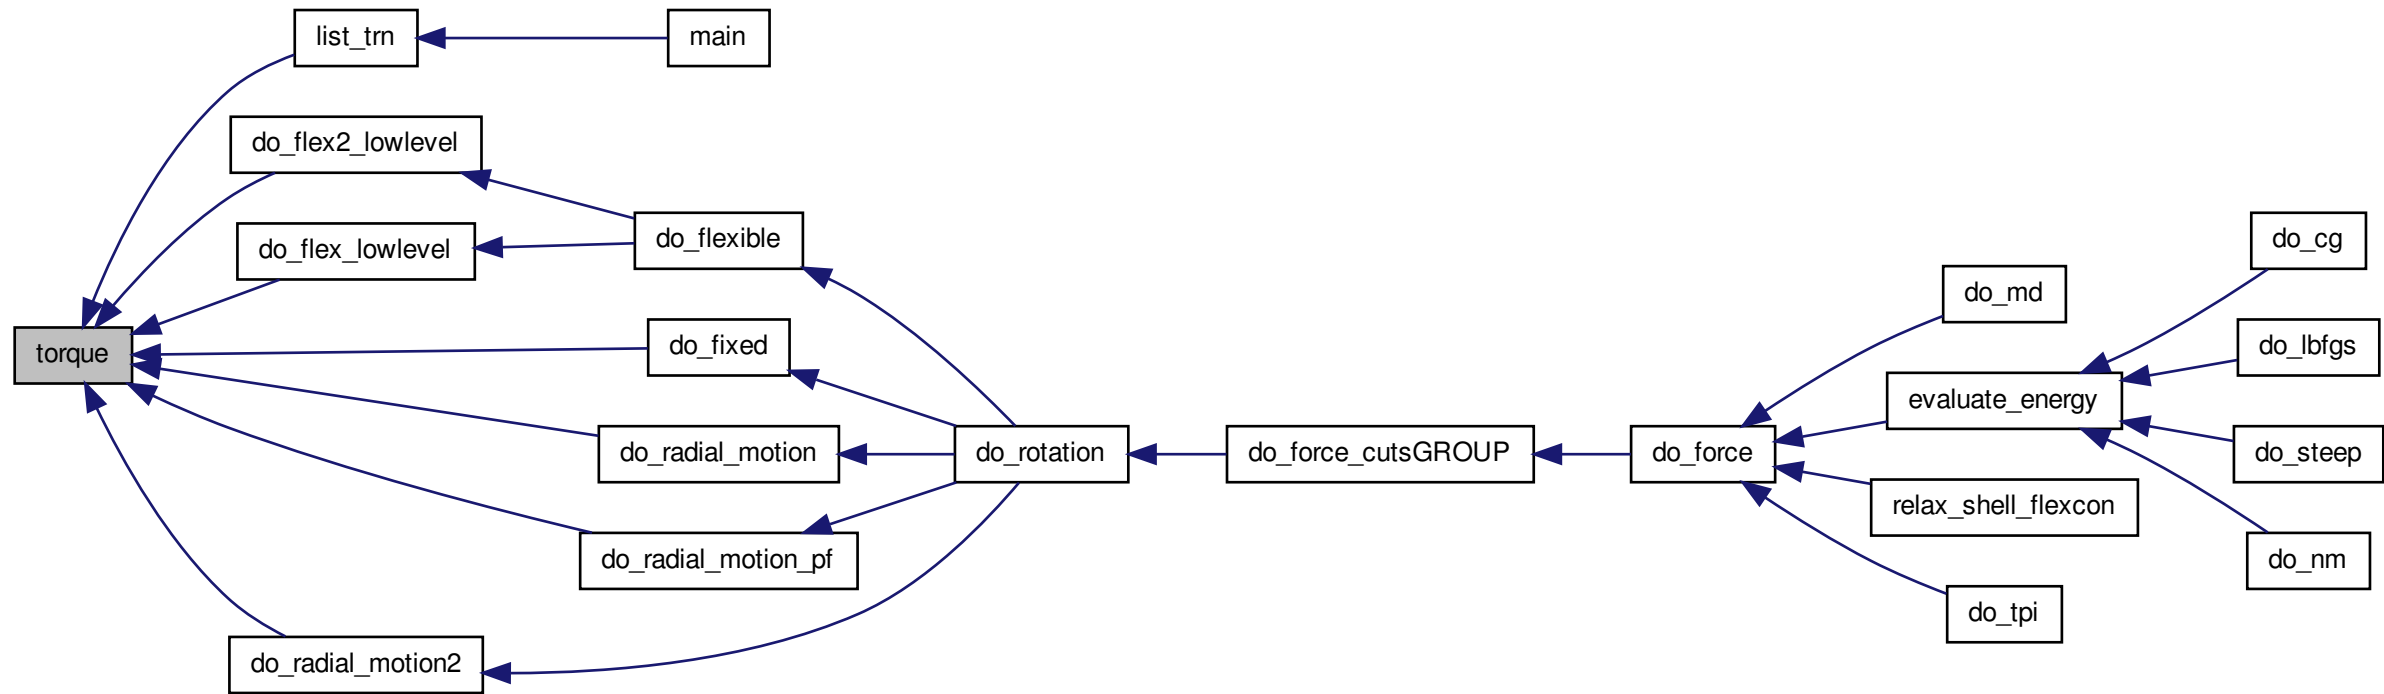 list_trn
main
do_flex2_lowlevel
do_flex_lowlevel
do_flexible
do_cg
do_md
torque
do_fixed
do_lbfgs
evaluate_energy
do_radial_motion
do_rotation
do_force_cutsGROUP
do_force
do_steep
relax_shell_flexcon
do_radial_motion_pf
do_nm
do_tpi
do_radial_motion2